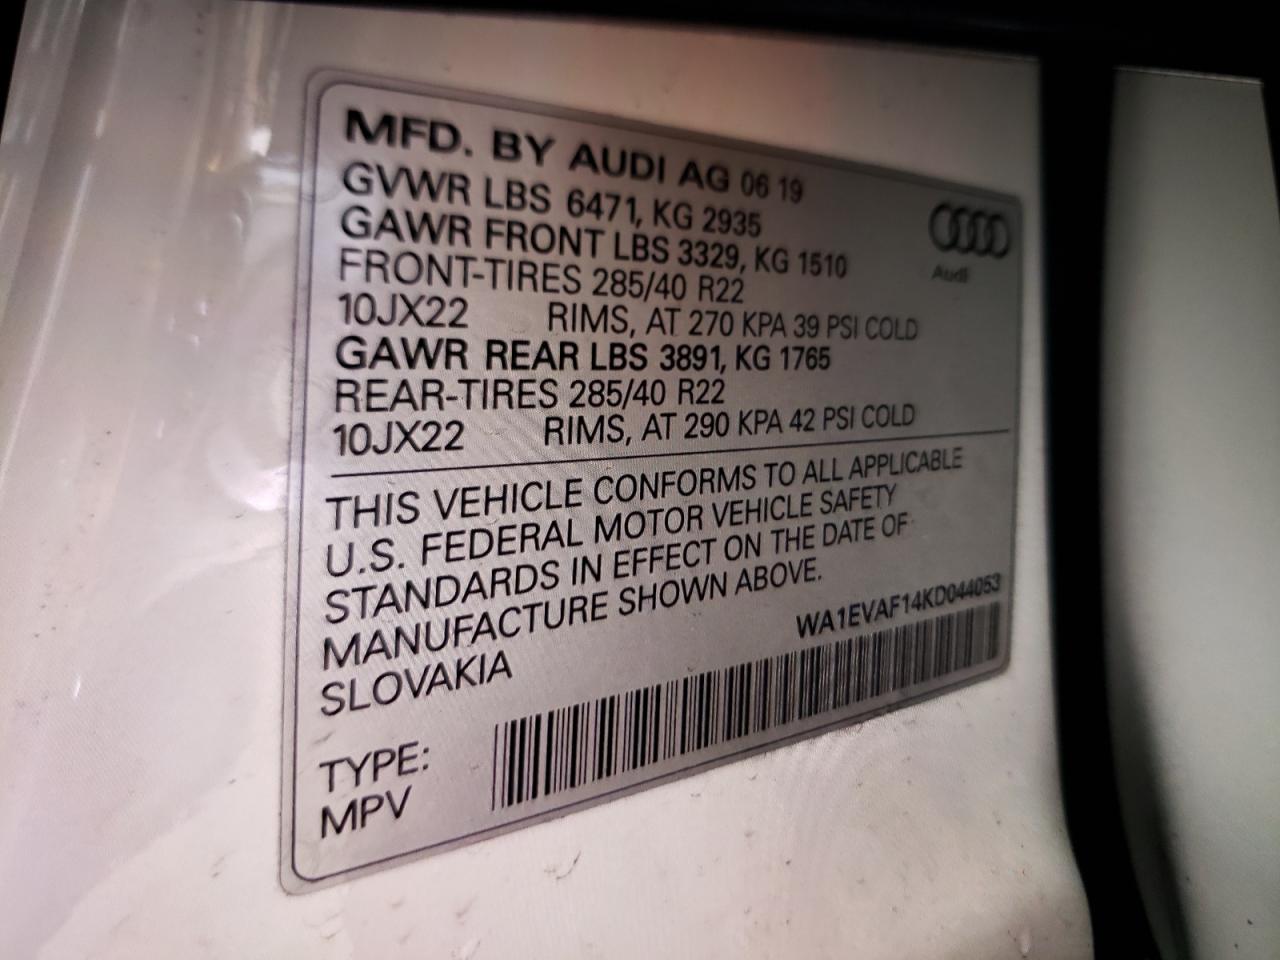 MFD. BY AUDI AG 06 19
GVWR LBS 6471, KG 2935
GAWR FRONT LBS 3329, KG 1510
FRONT-TIRES 285/40 R22
10JX22 RIMS, AT 270 KPA 39 PSI COLD
GAWR REAR LBS 3891, KG 1765
REAR-TIRES 285/40 R22
10JX22 RIMS, AT 290 KPA 42 PSI COLD
Audi
THIS VEHICLE CONFORMS TO ALL APPLICABLE
U.S. FEDERAL MOTOR VEHICLE SAFETY
STANDARDS IN EFFECT ON THE DATE OF
MANUFACTURE SHOWN ABOVE.
SLOVAKIA
WA1EVAF14KD044053
TYPE:
MPV